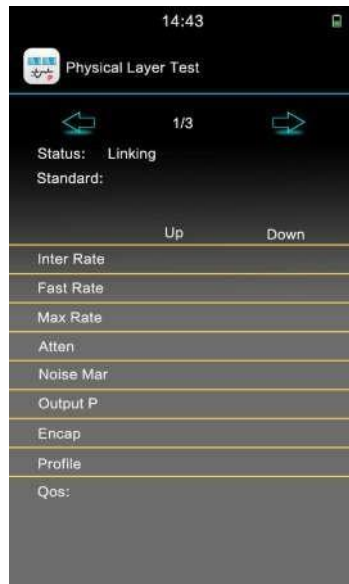 14:43
Physical Layer Test
1/3
Status: Linking
Standard:
Up Down
Inter Rate
Fast Rate
Max Rate
Atten
Noise Mar
Output P
Encap
Profile
Qos: